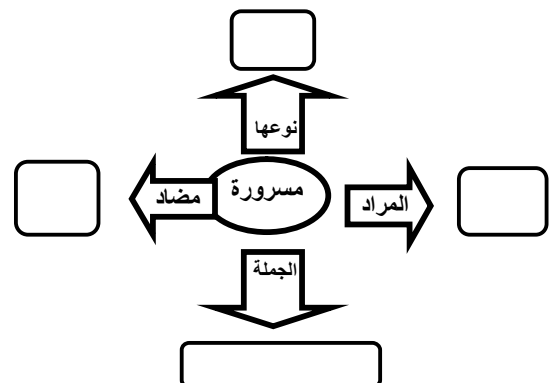 نوعها
المراد
مسرورة
مضاد
الجملة